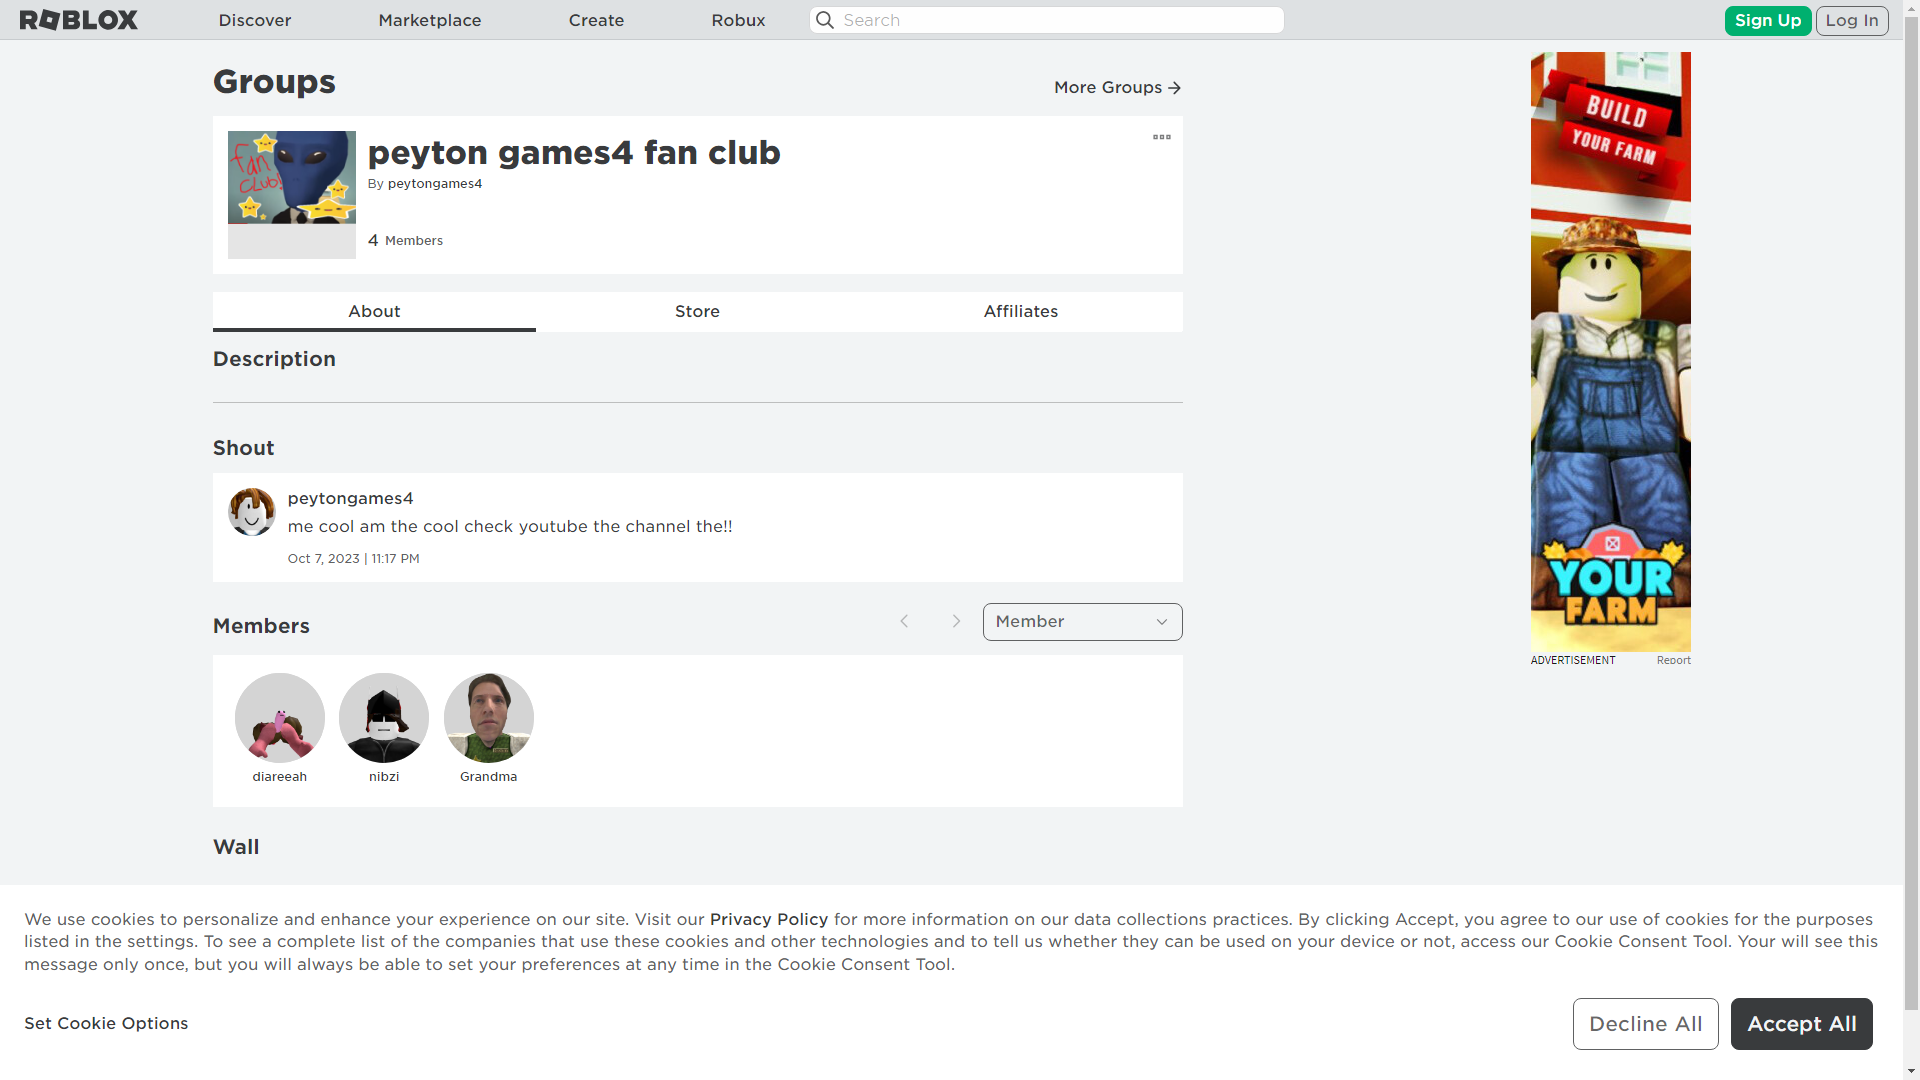 ROBLOX
Discover
Marketplace
Create
Robux
Search
Sign Up
Log In
Groups
More Groups
fan
CLub!
peyton games4 fan club
By peytongames4
4 Members
About
Store
Affiliates
Description
Shout
peytongames4
me cool am the cool check youtube the channel the!!
Oct 7, 2023 | 11:17 PM
Members
Member
diareeah
nibzi
Grandma
Wall
BUILD
YOUR FARM
YOUR
FARM
ADVERTISEMENT
Report
We use cookies to personalize and enhance your experience on our site. Visit our Privacy Policy for more information on our data collections practices. By clicking Accept, you agree to our use of cookies for the purposes
listed in the settings. To see a complete list of the companies that use these cookies and other technologies and to tell us whether they can be used on your device or not, access our Cookie Consent Tool. Your will see this
message only once, but you will always be able to set your preferences at any time in the Cookie Consent Tool.
Set Cookie Options
Decline All
Accept All